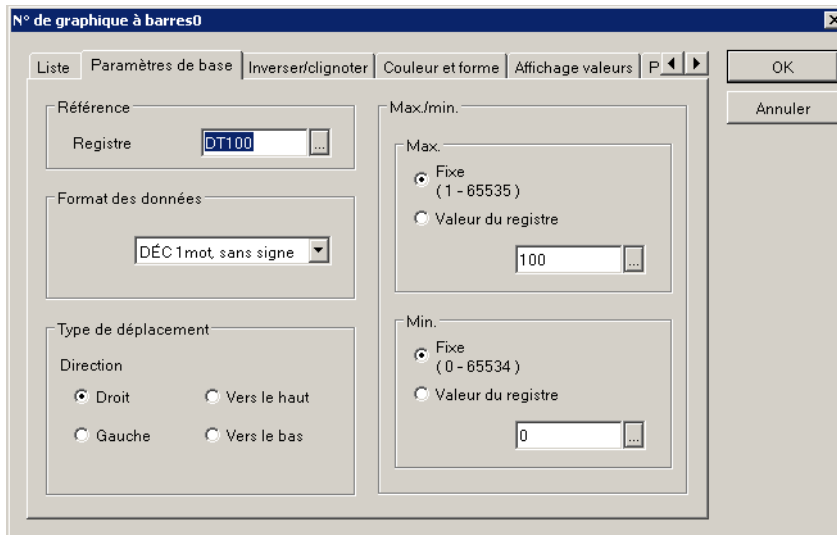 N° de graphique à barres0
Liste
Paramètres de base
Inverser/clignoter
Couleur et forme
Affichage valeurs
P
OK
Annuler
Référence
Registre
DT100
...
Format des données
DÉC 1mot, sans signe
Type de déplacement
Direction
Droit
Vers le haut
Gauche
Vers le bas
Max./min.
Max.
Fixe
( 1 - 65535 )
Valeur du registre
100
...
Min.
Fixe
( 0 - 65534 )
Valeur du registre
0
...